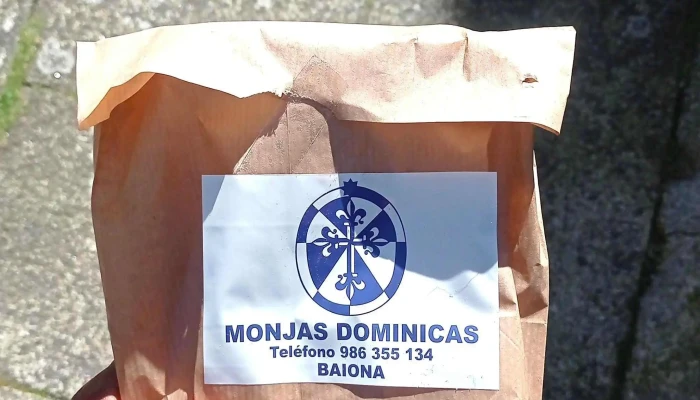 MONJAS DOMINICAS
Teléfono 986 355 134
BAIONA